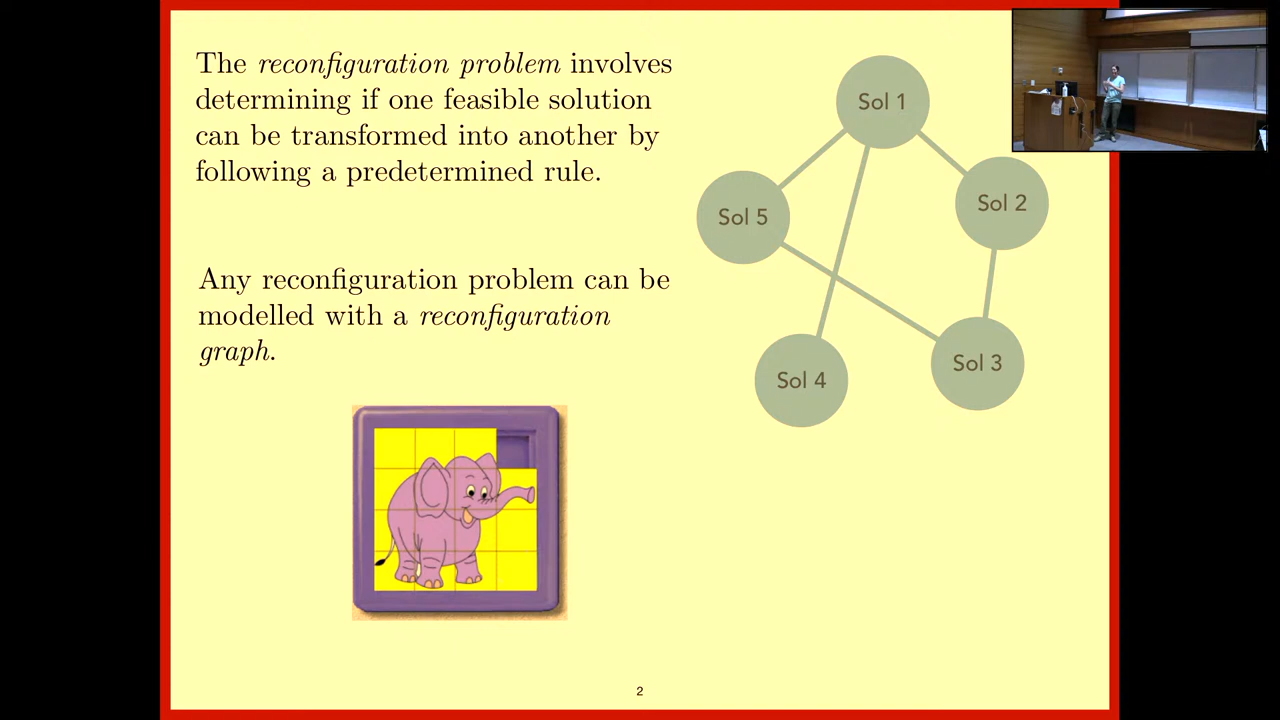 The reconfiguration problem involves
determining if one feasible solution
can be transformed into another by
following a predetermined rule.
Any reconfiguration problem can be
modelled with a reconfiguration
graph.
Sol 1
Sol 5
Sol 2
Sol 4
Sol 3
2